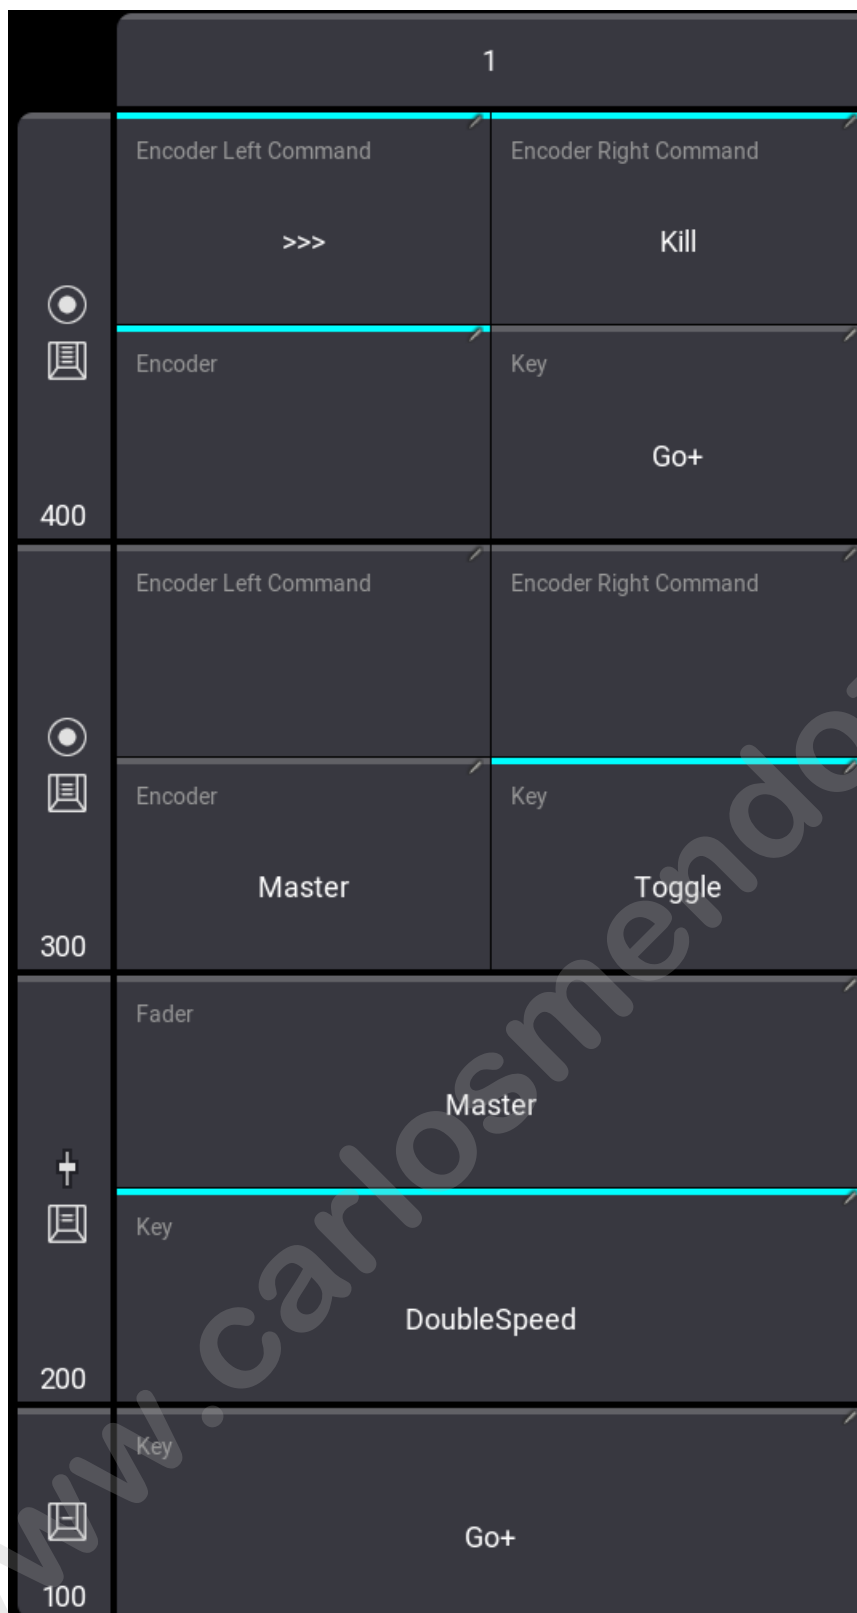 1
Encoder Left Command
Encoder Right Command
>>>
Kill
Encoder
Key
Go+
400
Encoder Left Command
Encoder Right Command
Encoder
Key
Master
Toggle
300
Fader
Master
Key
DoubleSpeed
200
Key
Go+
100
www.carlosmendo